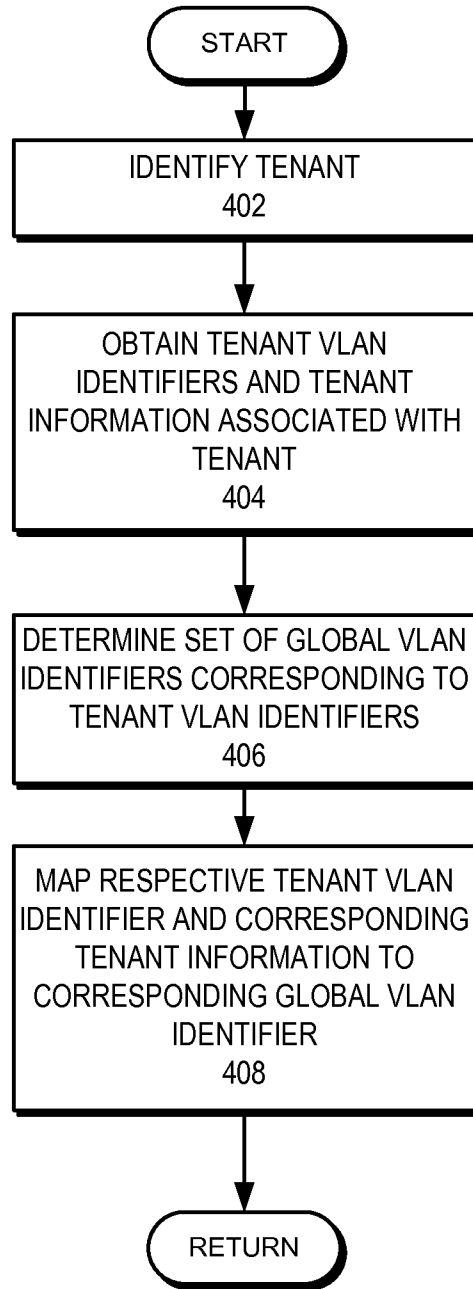 START
IDENTIFY TENANT
402
OBTAIN TENANT VLAN
IDENTIFIERS AND TENANT
INFORMATION ASSOCIATED WITH
TENANT
404
DETERMINE SET OF GLOBAL VLAN
IDENTIFIERS CORRESPONDING TO
TENANT VLAN IDENTIFIERS
406
MAP RESPECTIVE TENANT VLAN
IDENTIFIER AND CORRESPONDING
TENANT INFORMATION TO
CORRESPONDING GLOBAL VLAN
IDENTIFIER
408
RETURN